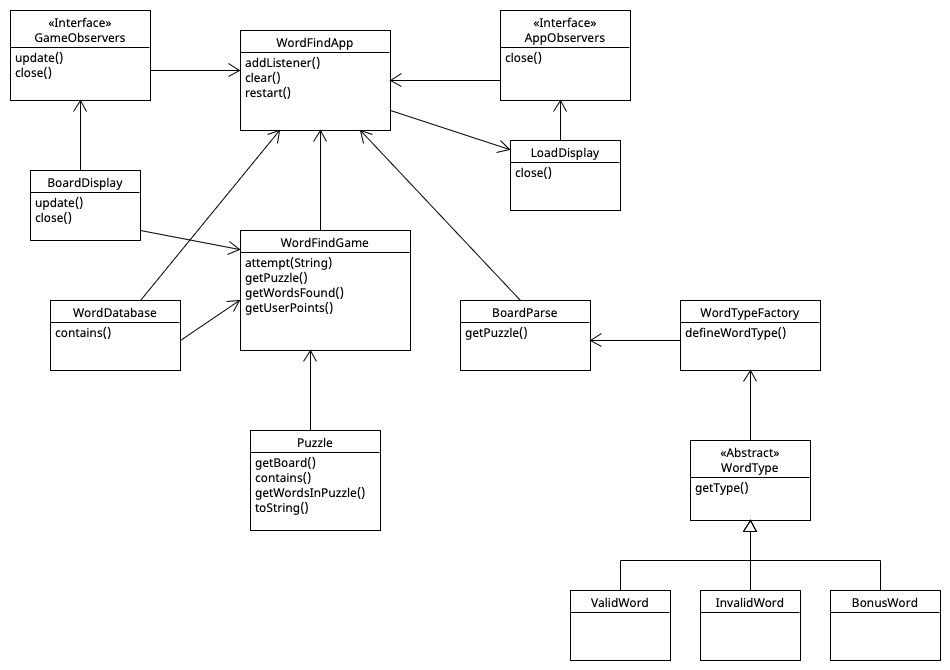 «Interface»
GameObservers
update()
close()
WordFindApp
addListener()
clear()
restart()
«Interface»
AppObservers
close()
LoadDisplay
close()
BoardDisplay
update()
close()
WordFindGame
attempt(String)
getPuzzle()
getWordsFound()
getUserPoints()
WordDatabase
contains()
BoardParse
getPuzzle()
WordTypeFactory
defineWordType()
Puzzle
getBoard()
contains()
getWordsInPuzzle()
toString()
«Abstract»
WordType
getType()
ValidWord
InvalidWord
BonusWord